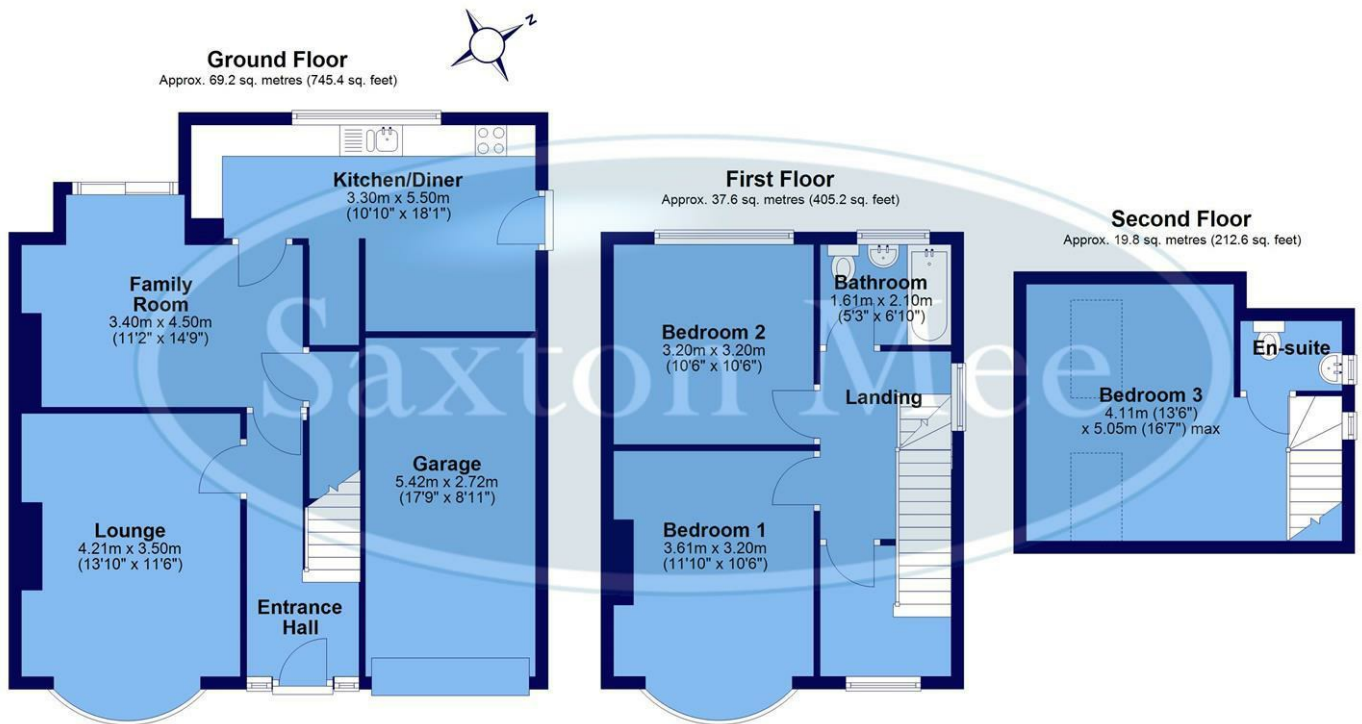 N
Ground Floor
Approx. 69.2 sq. metres (745.4 sq. feet)
Kitchen/Diner
3.30m x 5.50m
(10'10" x 18'1")
Family
Room
3.40m x 4.50m
(11'2" x 14'9")
Garage
5.42m x 2.72m
(17'9" x 8'11")
Lounge
4.21m x 3.50m
(13'10" x 11'6")
Entrance
Hall
First Floor
Approx. 37.6 sq. metres (405.2 sq. feet)
Bathroom
1.61m x 2.10m
(5'3" x 6'10")
Bedroom 2
3.20m x 3.20m
(10'6" x 10'6")
Landing
Bedroom 1
3.61m x 3.20m
(11'10 x 10'6")
Second Floor
Approx. 19.8 sq. metres (212.6 sq. feet)
En-suite
Bedroom 3
4.11m (13'6")
x 5.05m (16'7") max
Saxton Mee